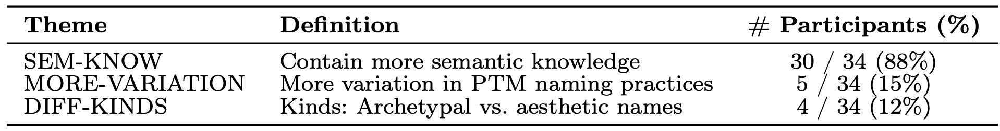 Theme Definition # Participants (%)
SEM-KNOW Contain more semantic knowledge 30 / 34 (88%)
MORE-VARIATION More variation in PTM naming practices 5 / 34 (15%)
DIFF-KINDS Kinds: Archetypal vs. aesthetic names 4 / 34 (12%)